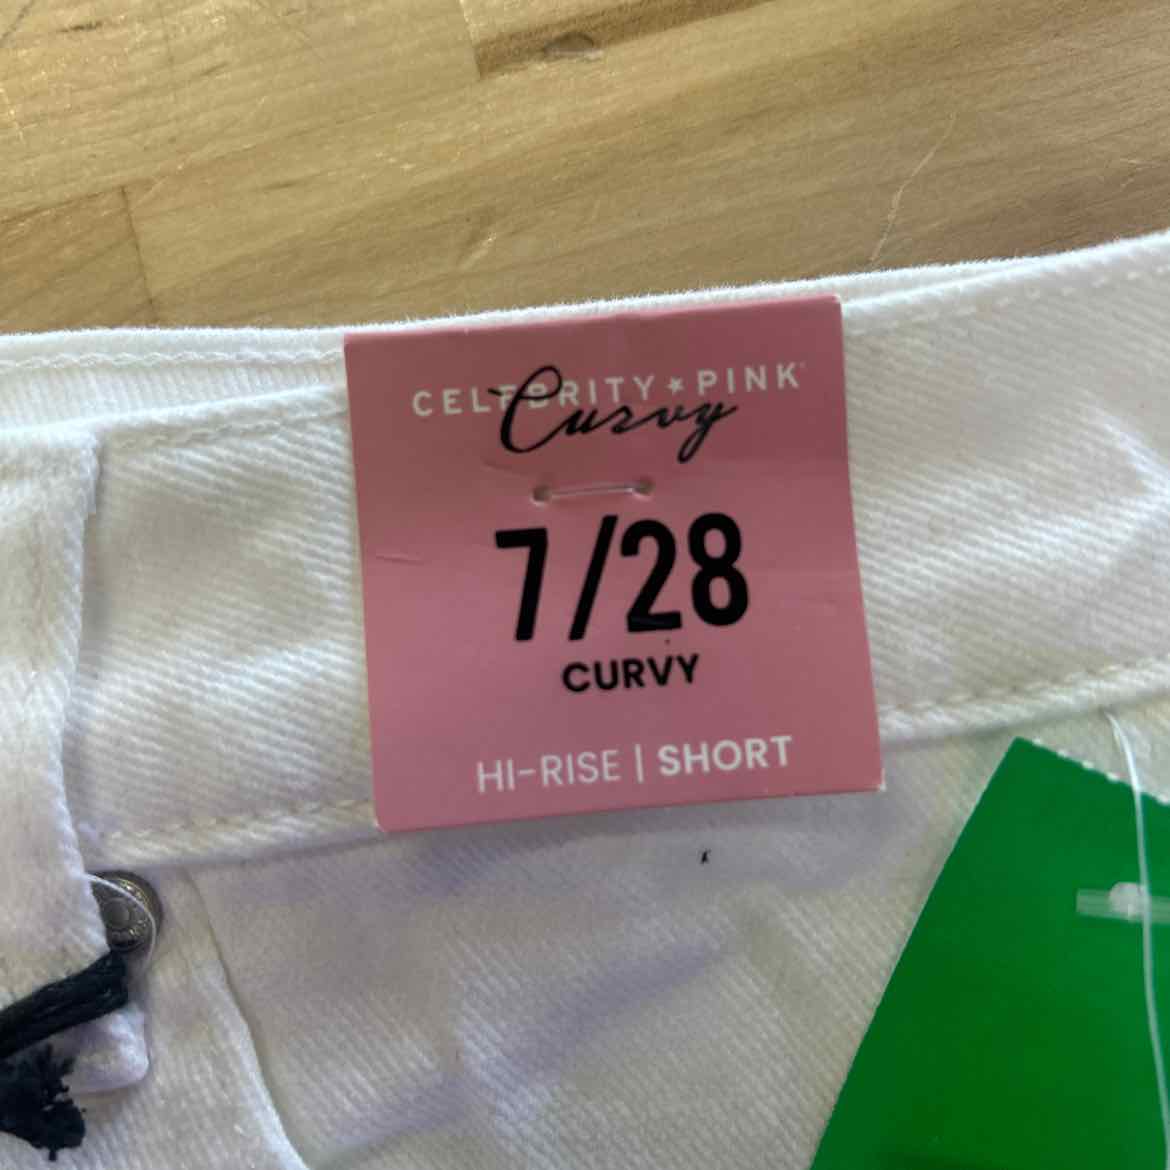 CELEBRITY★PINK
Curvy
7/28
CURVY
HI-RISE | SHORT